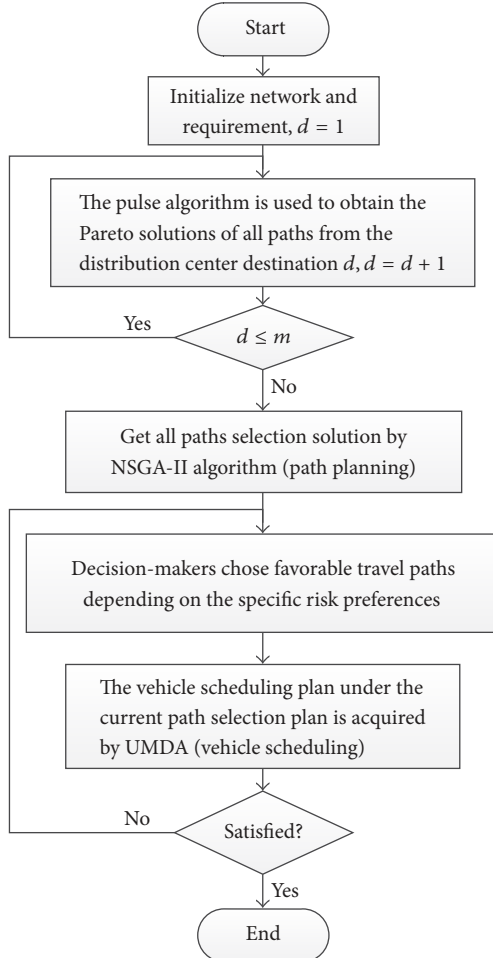 Start
Initialize network and
requirement, d = 1
The pulse algorithm is used to obtain the
Pareto solutions of all paths from the
distribution center destination d, d = d + 1
Yes
d ≤ m
No
Get all paths selection solution by
NSGA-II algorithm (path planning)
Decision-makers chose favorable travel paths
depending on the specific risk preferences
The vehicle scheduling plan under the
current path selection plan is acquired
by UMDA (vehicle scheduling)
No
Satisfied?
Yes
End